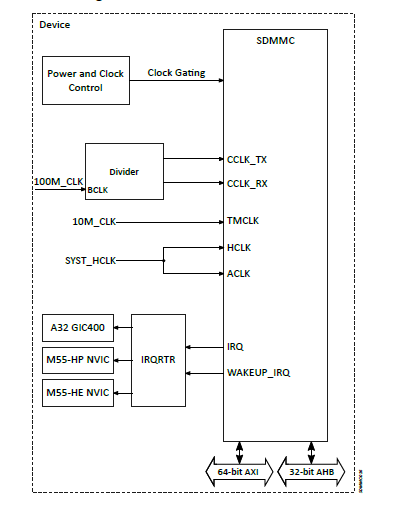 Device
SDMMC
Power and Clock
Control
Clock Gating
Divider
CCLK_TX
100M_CLK
BCLK
CCLK_RX
10M_CLK
TMCLK
HCLK
SYST_HCLK
ACLK
A32 GIC400
M55-HP NVIC
IRQRTR
IRQ
M55-HE NVIC
WAKEUP_IRQ
64-bit AXI
32-bit AHB